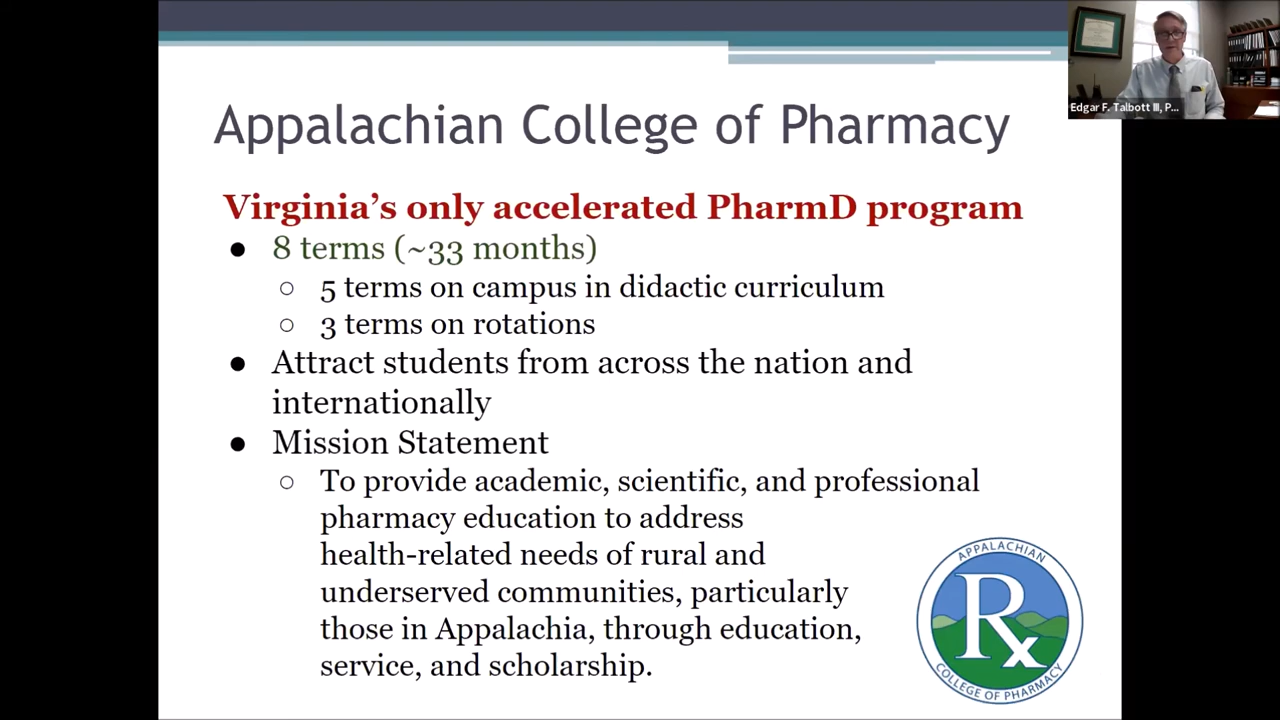 Appalachian College of Pharmacy
Edgar F. Talbott III, P...
Virginia's only accelerated PharmD program
● 8 terms (~33 months)
○ 5 terms on campus in didactic curriculum
○ 3 terms on rotations
● Attract students from across the nation and
internationally
● Mission Statement
○ To provide academic, scientific, and professional
pharmacy education to address
health-related needs of rural and
underserved communities, particularly
those in Appalachia, through education,
service, and scholarship.
APPALACHIAN
Rx
COLLEGE OF PHARMACY